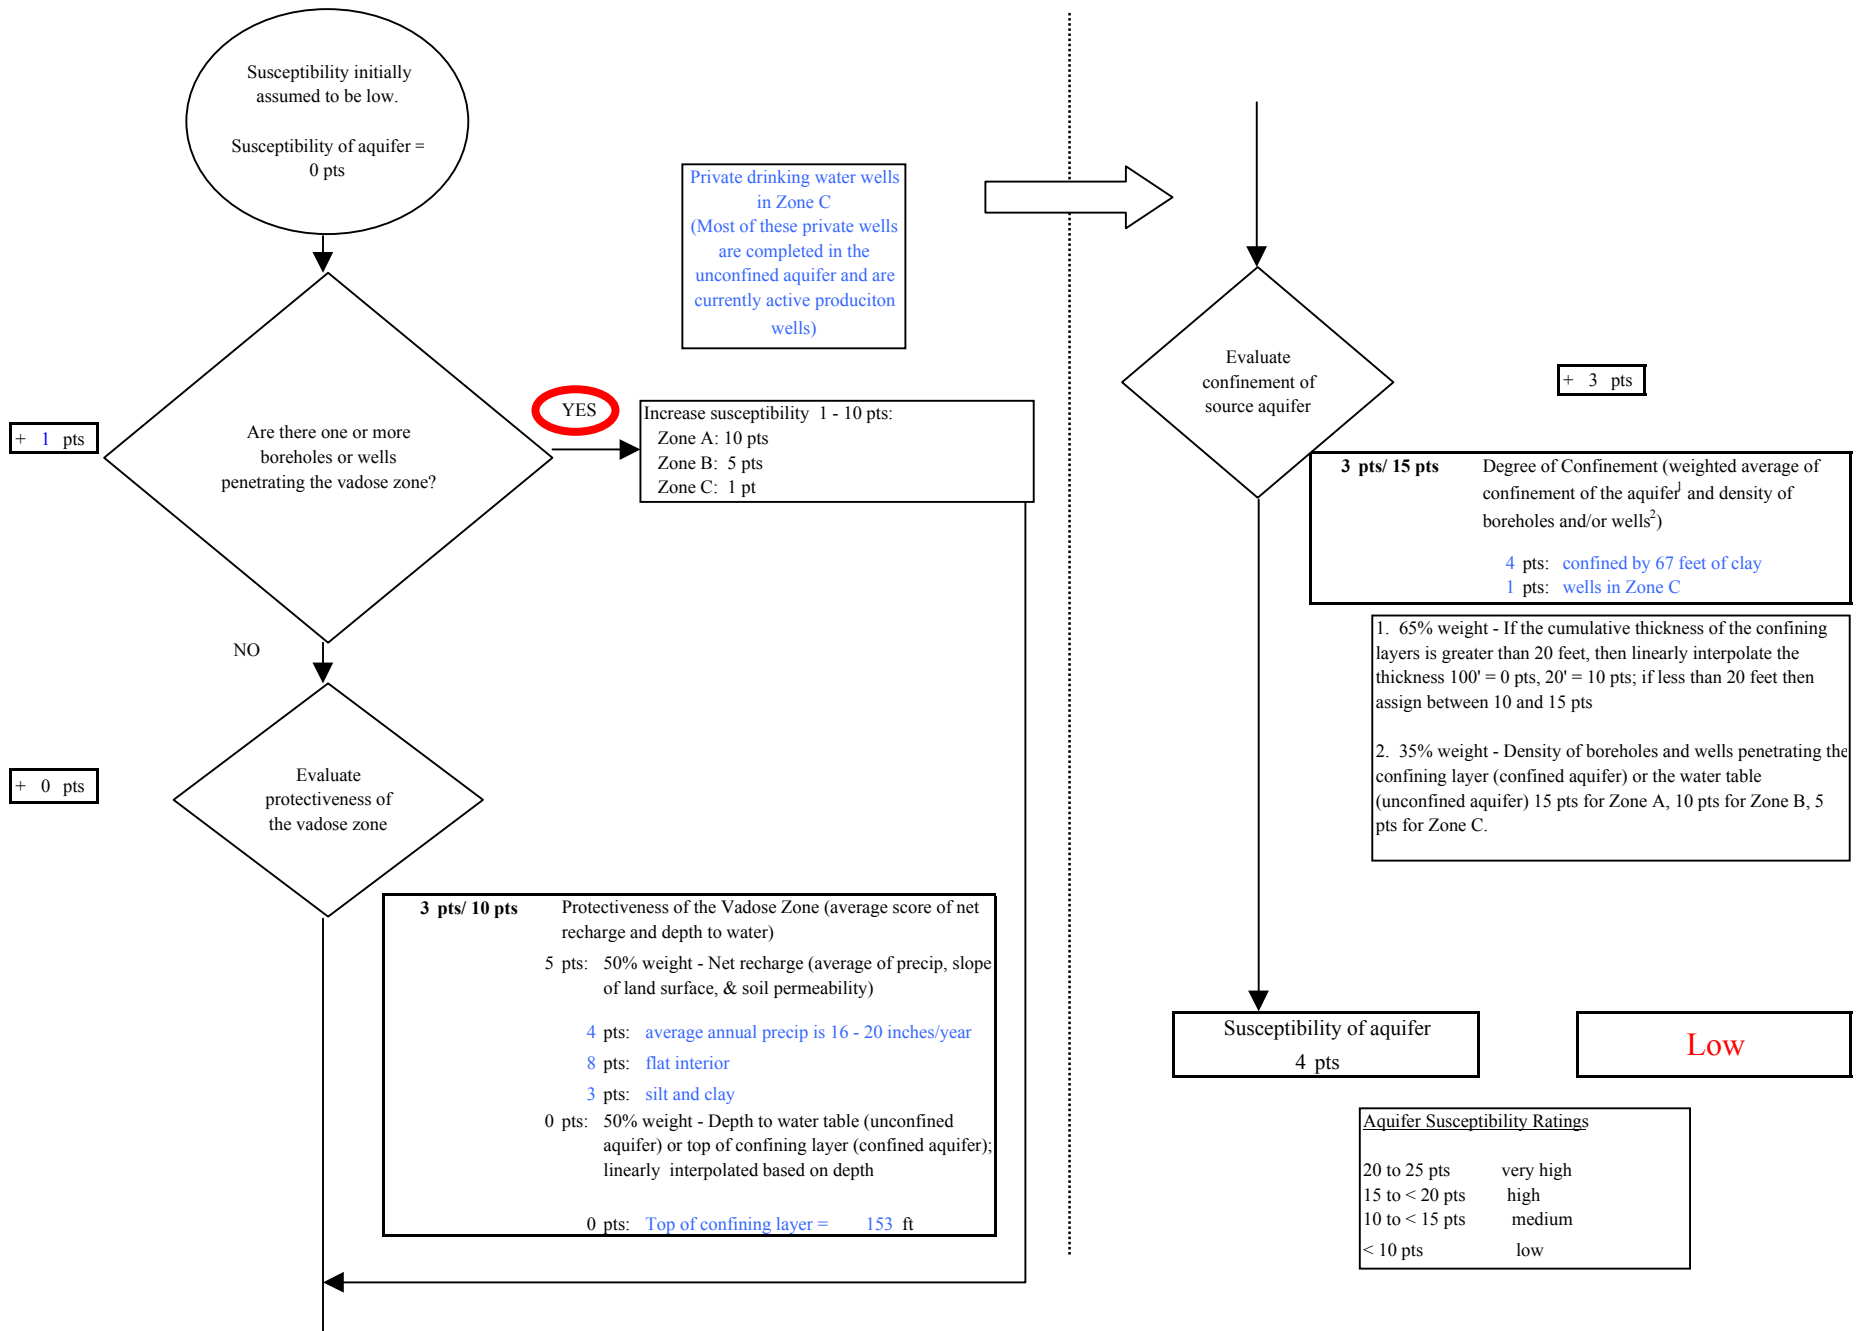 Susceptibility initially
assumed to be low.
Susceptibility of aquifer =
0 pts
Private drinking water wells
in Zone C
(Most of these private wells
are completed in the
unconfined aquifer and are
currently active produciton
wells)
+ 1 pts
Are there one or more
boreholes or wells
penetrating the vadose zone?
YES
Increase susceptibility 1 - 10 pts:
Zone A: 10 pts
Zone B: 5 pts
Zone C: 1 pt
NO
+ 0 pts
Evaluate
protectiveness of
the vadose zone
3 pts/ 10 pts Protectiveness of the Vadose Zone (average score of net
recharge and depth to water)
5 pts: 50% weight - Net recharge (average of precip, slope
of land surface, & soil permeability)
4 pts: average annual precip is 16 - 20 inches/year
8 pts: flat interior
3 pts: silt and clay
0 pts: 50% weight - Depth to water table (unconfined
aquifer) or top of confining layer (confined aquifer);
linearly interpolated based on depth
0 pts: Top of confining layer = 153 ft
Evaluate
confinement of
source aquifer
+ 3 pts
3 pts/ 15 pts Degree of Confinement (weighted average of
confinement of the aquifer1 and density of
boreholes and/or wells2)
4 pts: confined by 67 feet of clay
1 pts: wells in Zone C
1. 65% weight - If the cumulative thickness of the confining
layers is greater than 20 feet, then linearly interpolate the
thickness 100' = 0 pts, 20' = 10 pts; if less than 20 feet then
assign between 10 and 15 pts
2. 35% weight - Density of boreholes and wells penetrating the
confining layer (confined aquifer) or the water table
(unconfined aquifer) 15 pts for Zone A, 10 pts for Zone B, 5
pts for Zone C.
Susceptibility of aquifer
4 pts
Low
Aquifer Susceptibility Ratings
20 to 25 pts very high
15 to < 20 pts high
10 to < 15 pts medium
< 10 pts low